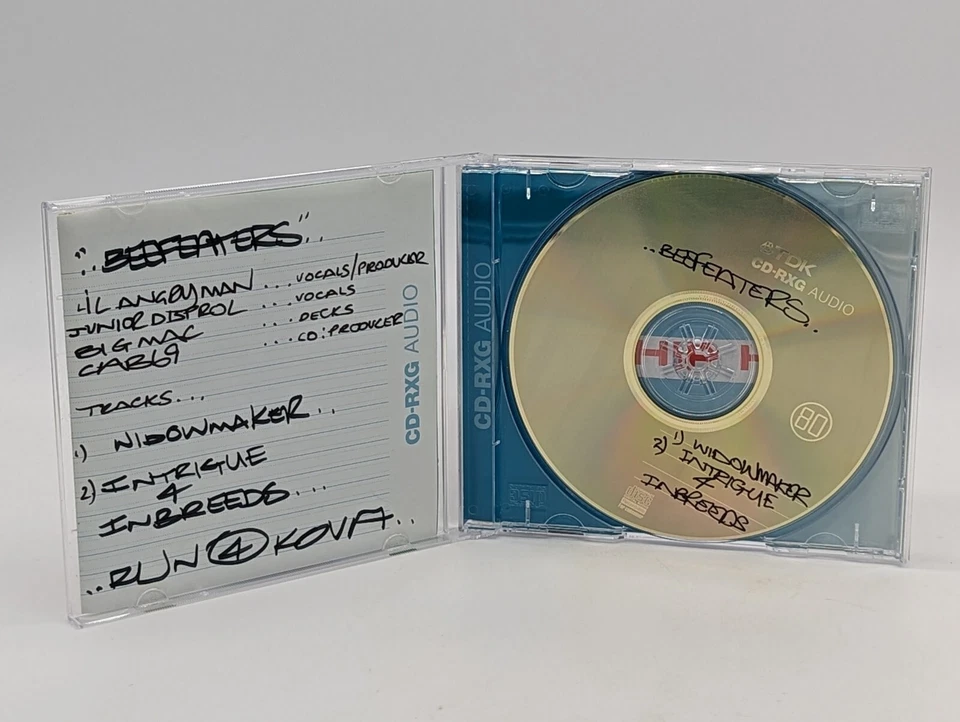 "..BEEFEATERS"..
iL ANGRYMAN ... VOCALS/PRODUCER
JUNIOR DISPROL ... VOCALS
BIG MAC ... DECKS
CAB69 ... CO:PRODUCER
TRACKS...
1) WIDOWMAKER..
2) INTRIGUE
4
INBREEDS...
..RUN 4 KOVA..
CD-RXG AUDIO
CD-RXG AUDIO
TDK
CD-RXG AUDIO
..BEEFEATERS..
80
1) WIDOWMAKER
2) INTRIGUE
4
INBREEDS